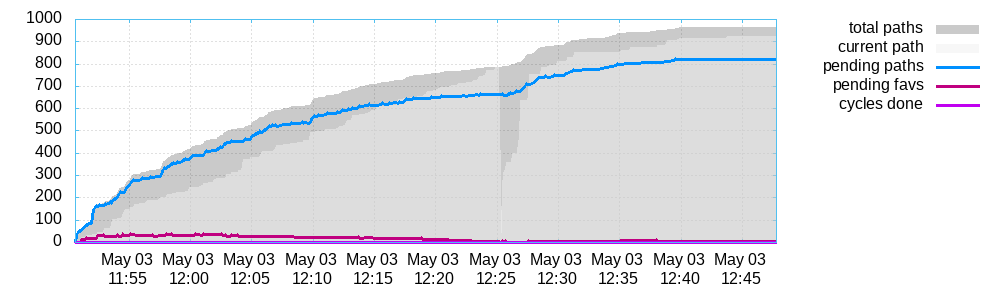 1000
900
800
700
600
500
400
300
200
100
0
May 03 May 03 May 03 May 03 May 03 May 03 May 03 May 03 May 03 May 03 May 03
11:55 12:00 12:05 12:10 12:15 12:20 12:25 12:30 12:35 12:40 12:45
total paths
current path
pending paths
pending favs
cycles done